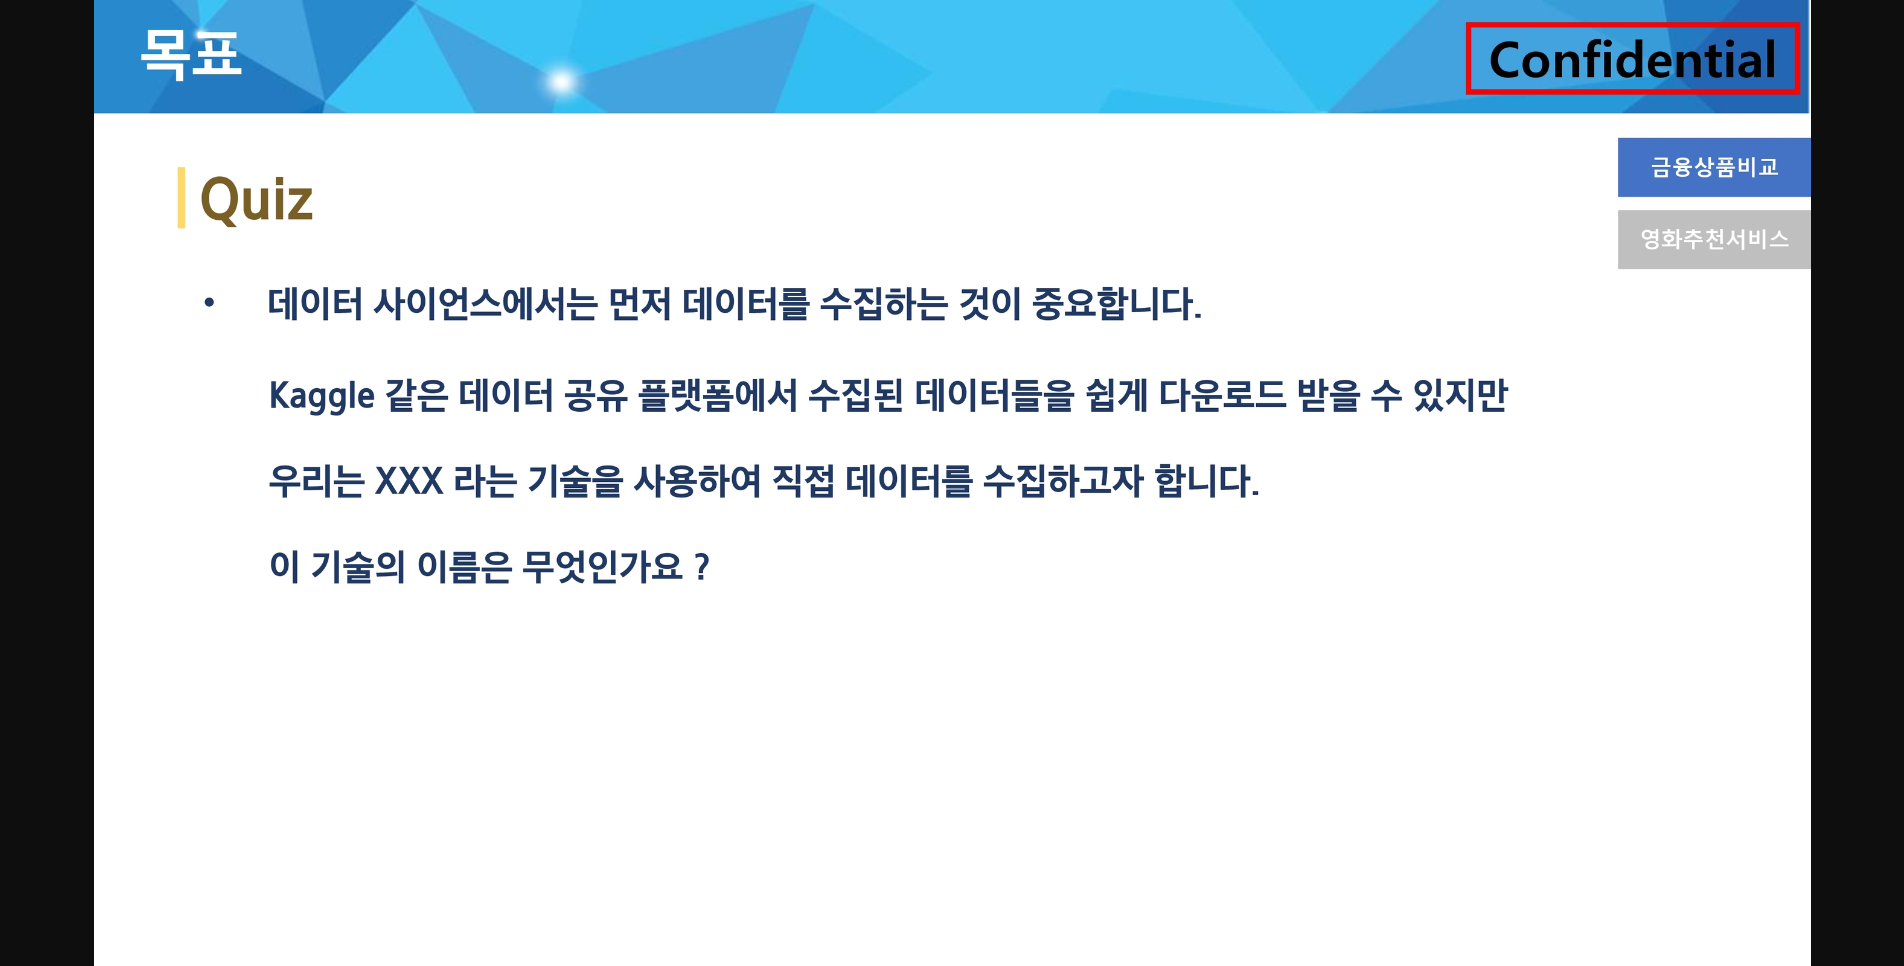 목표
Confidential
금융상품비교
영화추천서비스
Quiz
• 데이터 사이언스에서는 먼저 데이터를 수집하는 것이 중요합니다.
Kaggle 같은 데이터 공유 플랫폼에서 수집된 데이터들을 쉽게 다운로드 받을 수 있지만
우리는 XXX 라는 기술을 사용하여 직접 데이터를 수집하고자 합니다.
이 기술의 이름은 무엇인가요 ?